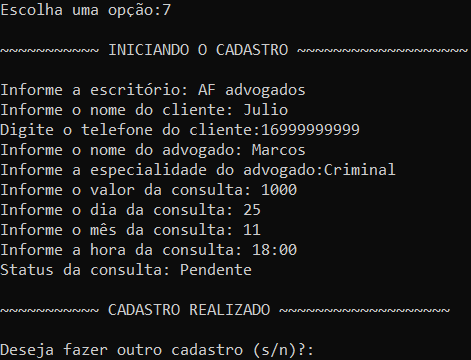 Escolha uma opção:7
~~~~~~~~~~~ INICIANDO O CADASTRO ~~~~~~~~~~~~~~~~~~~
Informe a escritório: AF advogados
Informe o nome do cliente: Julio
Digite o telefone do cliente:16999999999
Informe o nome do advogado: Marcos
Informe a especialidade do advogado:Criminal
Informe o valor da consulta: 1000
Informe o dia da consulta: 25
Informe o mês da consulta: 11
Informe a hora da consulta: 18:00
Status da consulta: Pendente
~~~~~~~~~~~ CADASTRO REALIZADO ~~~~~~~~~~~~~~~~~~~
Deseja fazer outro cadastro (s/n)?: